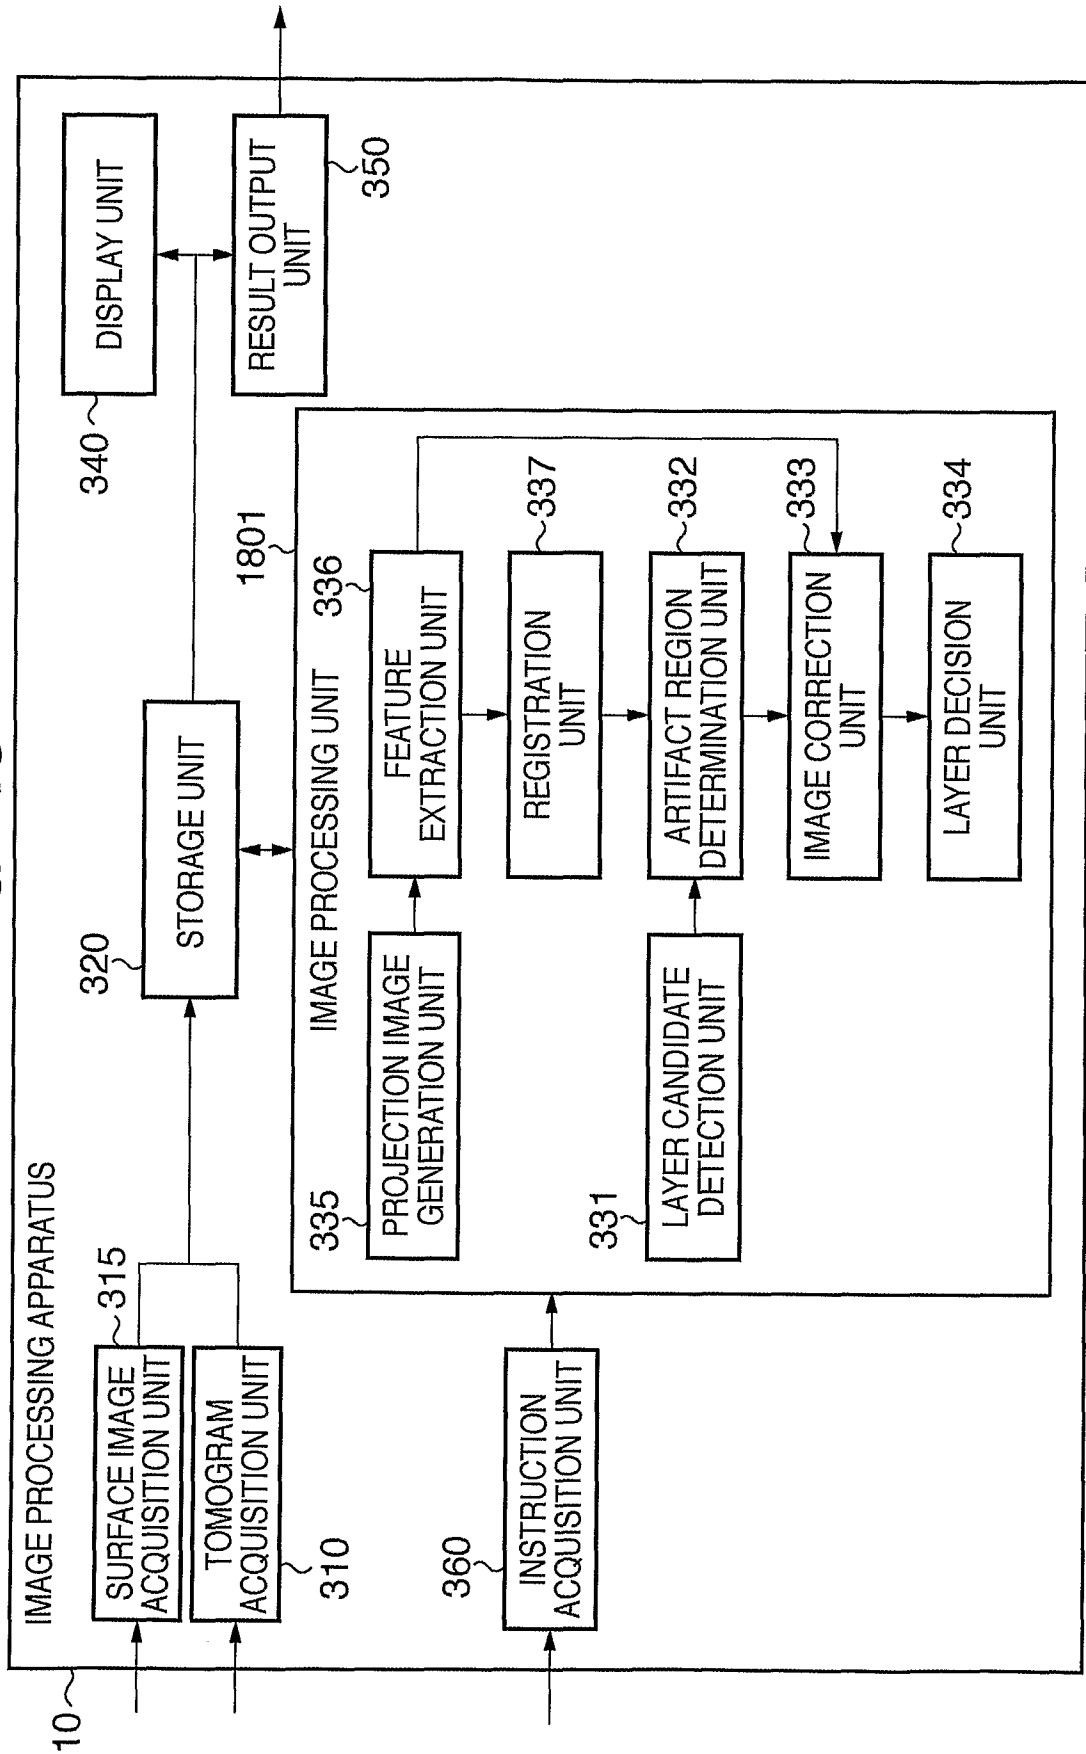 IMAGE PROCESSING APPARATUS
10
SURFACE IMAGE
ACQUISITION UNIT
315
TOMOGRAM
ACQUISITION UNIT
310
INSTRUCTION
ACQUISITION UNIT
360
STORAGE UNIT
320
DISPLAY UNIT
340
RESULT OUTPUT
UNIT
350
1801
IMAGE PROCESSING UNIT
PROJECTION IMAGE
GENERATION UNIT
335
FEATURE
EXTRACTION UNIT
336
REGISTRATION
UNIT
337
LAYER CANDIDATE
DETECTION UNIT
331
ARTIFACT REGION
DETERMINATION UNIT
332
IMAGE CORRECTION
UNIT
333
LAYER DECISION
UNIT
334